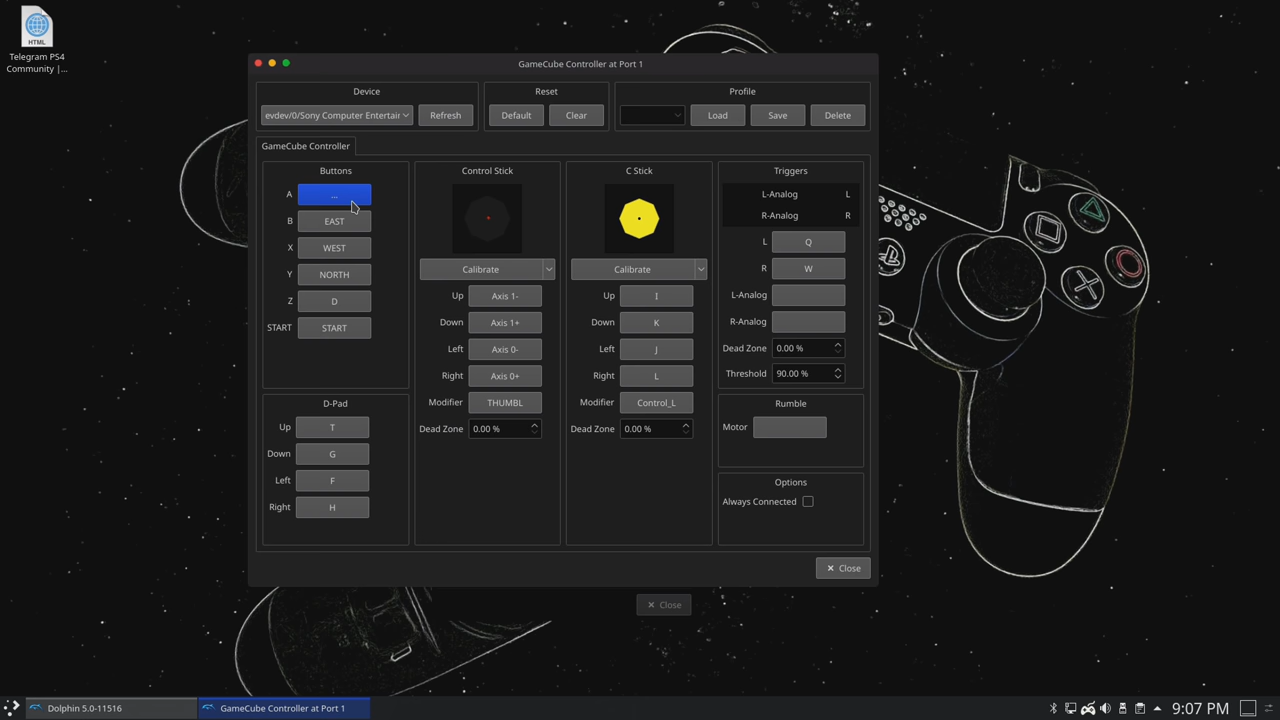 Telegram PS4
Community |...
HTML
GameCube Controller at Port 1
Device
Reset
Profile
evdev/0/Sony Computer Entertair
Refresh
Default
Clear
Load
Save
Delete
GameCube Controller
Buttons
A ...
B EAST
X WEST
Y NORTH
Z D
START START
D-Pad
Up T
Down G
Left F
Right H
Control Stick
Calibrate
Up Axis 1-
Down Axis 1+
Left Axis 0-
Right Axis 0+
Modifier THUMBL
Dead Zone 0.00 %
C Stick
Calibrate
Up I
Down K
Left J
Right L
Modifier Control_L
Dead Zone 0.00 %
Triggers
L-Analog L
R-Analog R
L Q
R W
L-Analog
R-Analog
Dead Zone 0.00 %
Threshold 90.00 %
Rumble
Motor
Options
Always Connected
Close
Close
Dolphin 5.0-11516
GameCube Controller at Port 1
9:07 PM